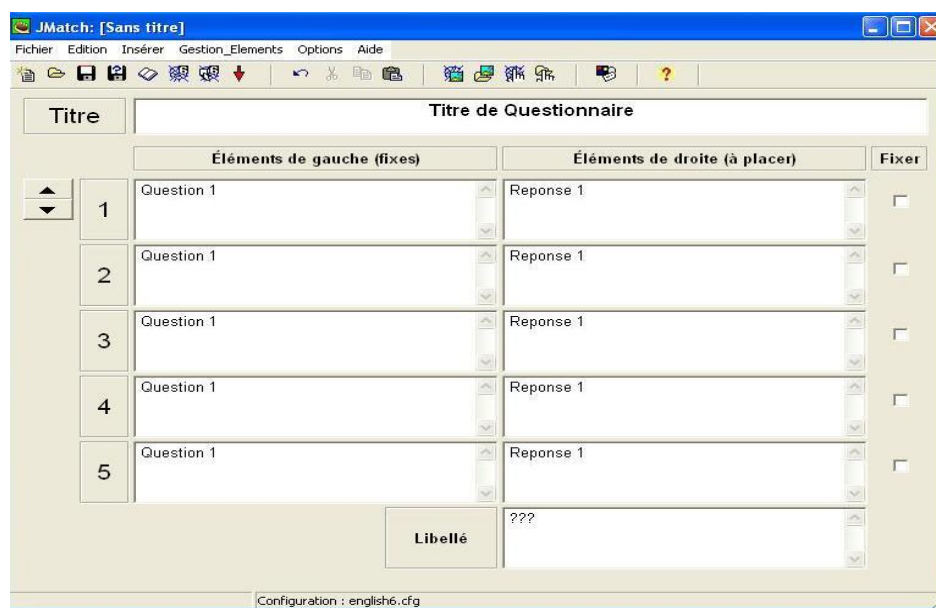 JMatch: [Sans titre]
Fichier Edition Insérer Gestion_Elements Options Aide
?
Titre
Titre de Questionnaire
Éléments de gauche (fixes) Éléments de droite (à placer) Fixer
1 Question 1 Reponse 1
2 Question 1 Reponse 1
3 Question 1 Reponse 1
4 Question 1 Reponse 1
5 Question 1 Reponse 1
Libellé ???
Configuration : english6.cfg